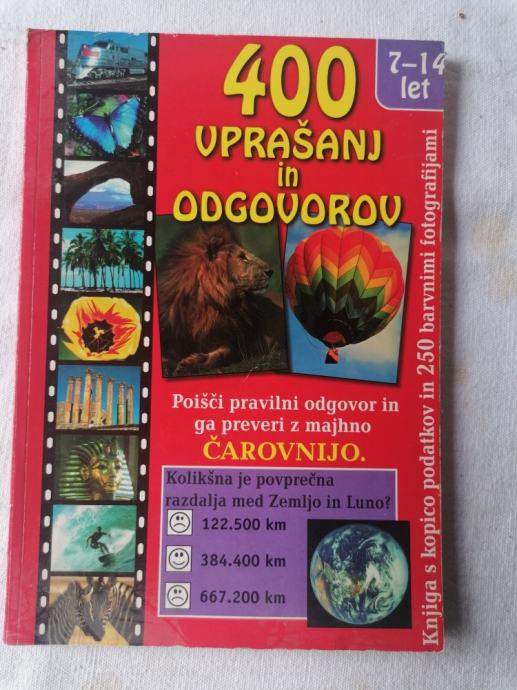 7–14
let
400
VPRAŠANJ
in
ODGOVOROV
Poišči pravilni odgovor in
ga preveri z majhno
ČAROVNIJO.
Kolikšna je povprečna
razdalja med Zemljo in Luno?
122.500 km
384.400 km
667.200 km
Knjiga s kopico podatkov in 250 barvnimi fotografijami